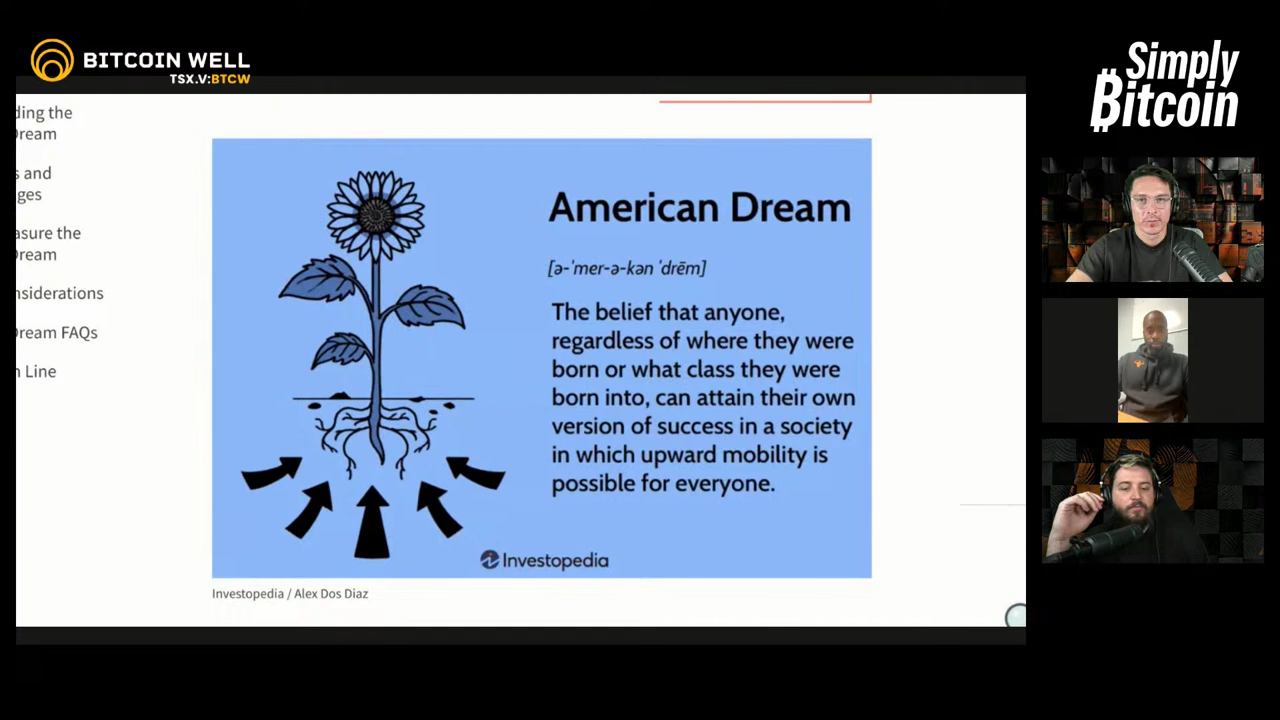 BITCOIN WELL
TSX.V:BTCW
Simply
Bitcoin
ding the
Dream
s and
ges
asure the
Dream
nsiderations
Dream FAQs
n Line
American Dream
[ə-ˈmer-ə-kən ˈdrēm]
The belief that anyone,
regardless of where they were
born or what class they were
born into, can attain their own
version of success in a society
in which upward mobility is
possible for everyone.
Investopedia
Investopedia / Alex Dos Diaz